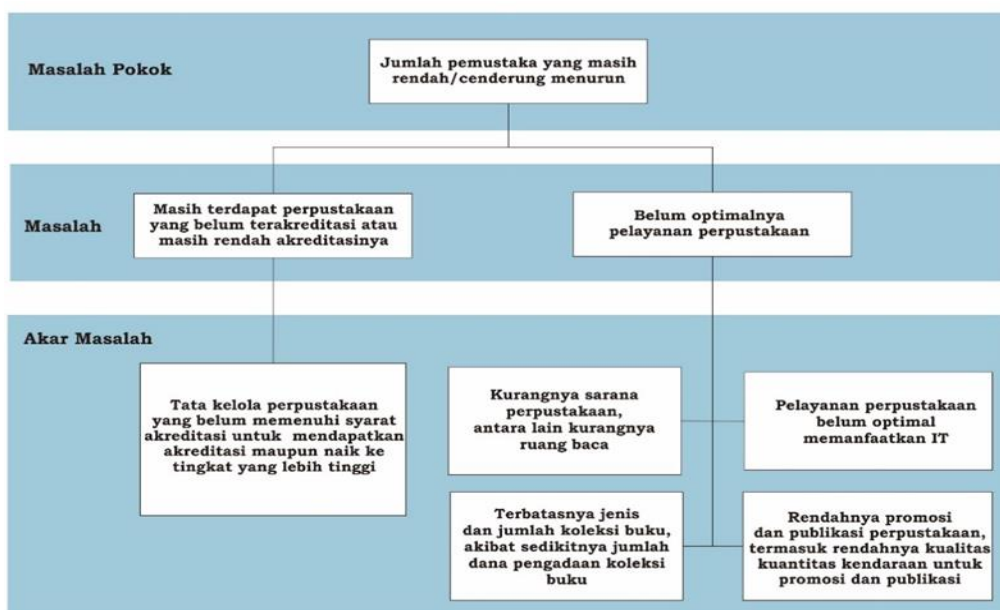 Masalah Pokok
Jumlah pemustaka yang masih
rendah/cenderung menurun
Masalah
Masih terdapat perpustakaan
yang belum terakreditasi atau
masih rendah akreditasinya
Belum optimalnya
pelayanan perpustakaan
Akar Masalah
Tata kelola perpustakaan
yang belum memenuhi syarat
akreditasi untuk mendapatkan
akreditasi maupun naik ke
tingkat yang lebih tinggi
Kurangnya sarana
perpustakaan,
antara lain kurangnya
ruang baca
Pelayanan perpustakaan
belum optimal
memanfaatkan IT
Terbatasnya jenis
dan jumlah koleksi buku,
akibat sedikitnya jumlah
dana pengadaan koleksi
buku
Rendahnya promosi
dan publikasi perpustakaan,
termasuk rendahnya kualitas
kuantitas kendaraan untuk
promosi dan publikasi